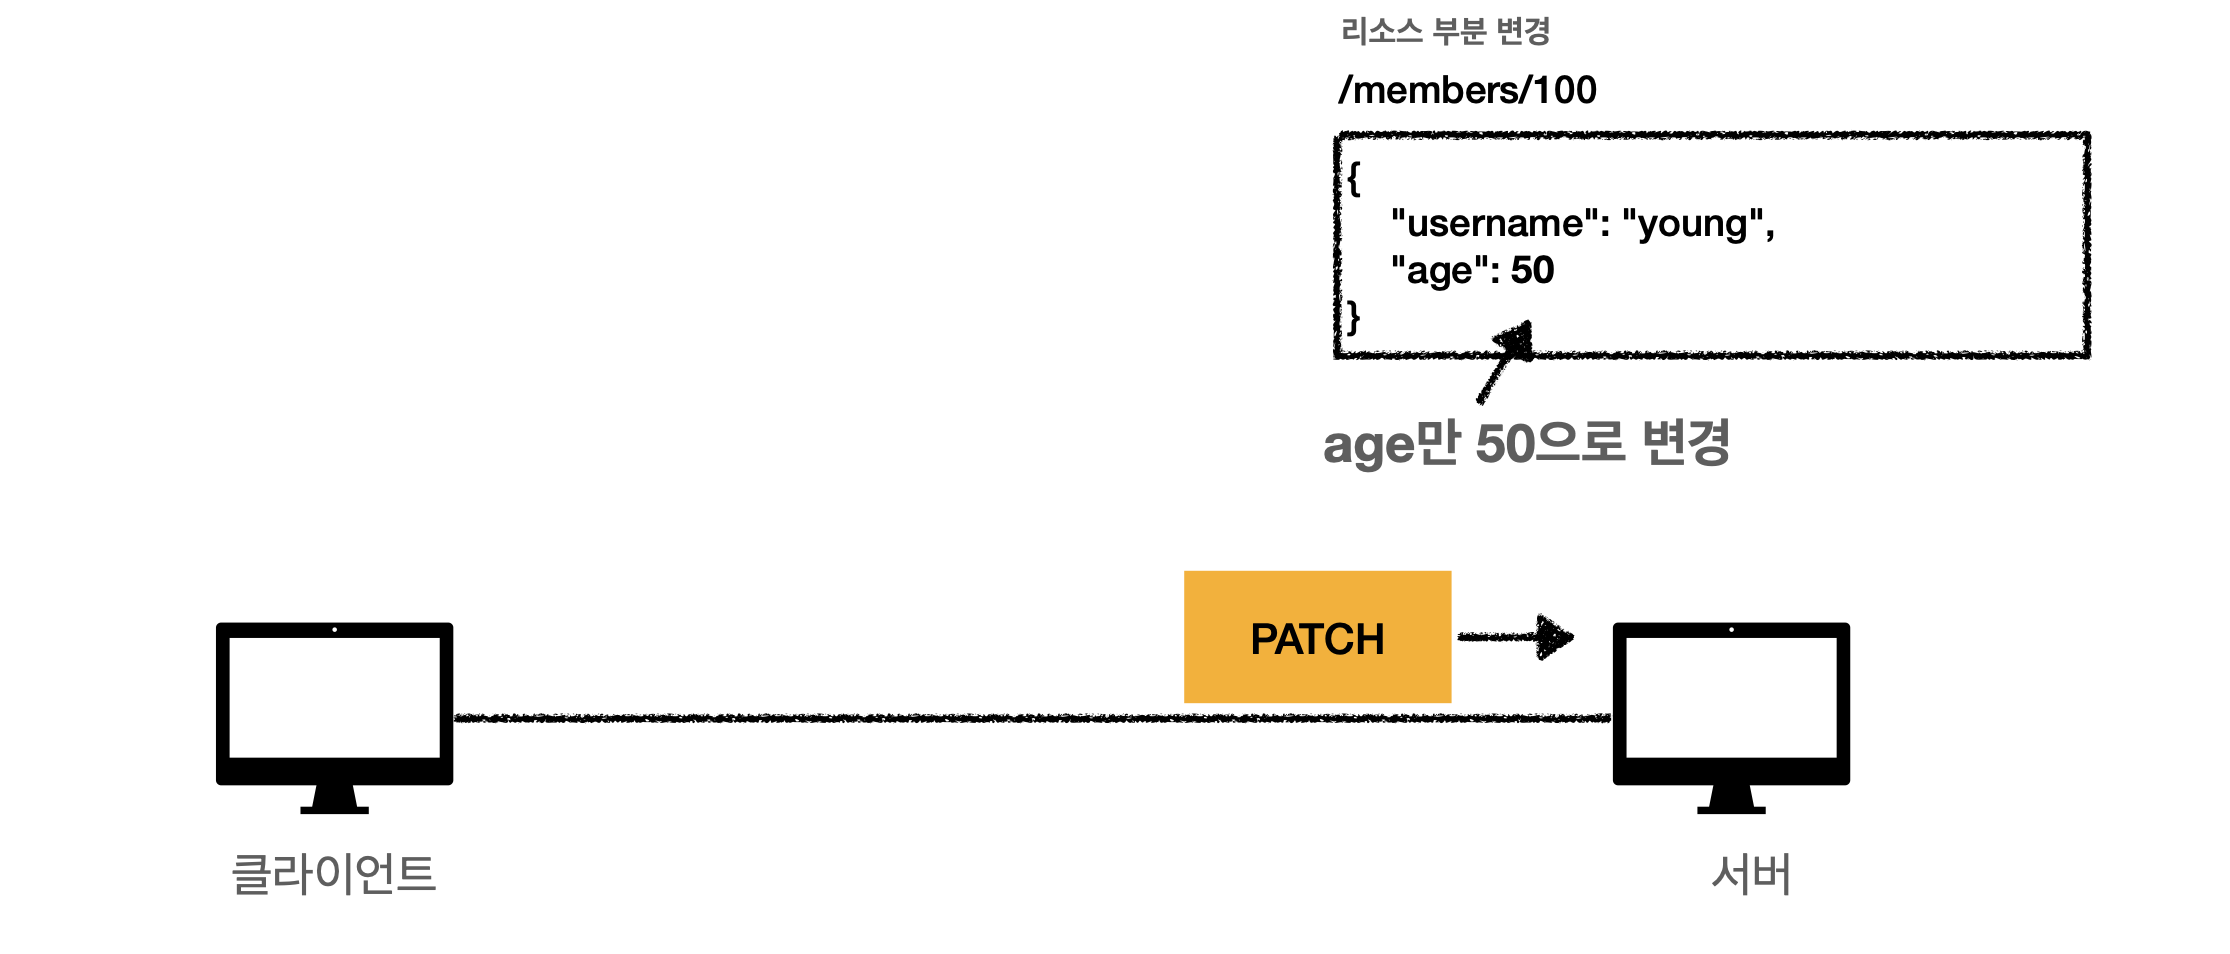 리소스 부분 변경
/members/100
{
"username": "young",
"age": 50
}
age만 50으로 변경
PATCH
클라이언트
서버